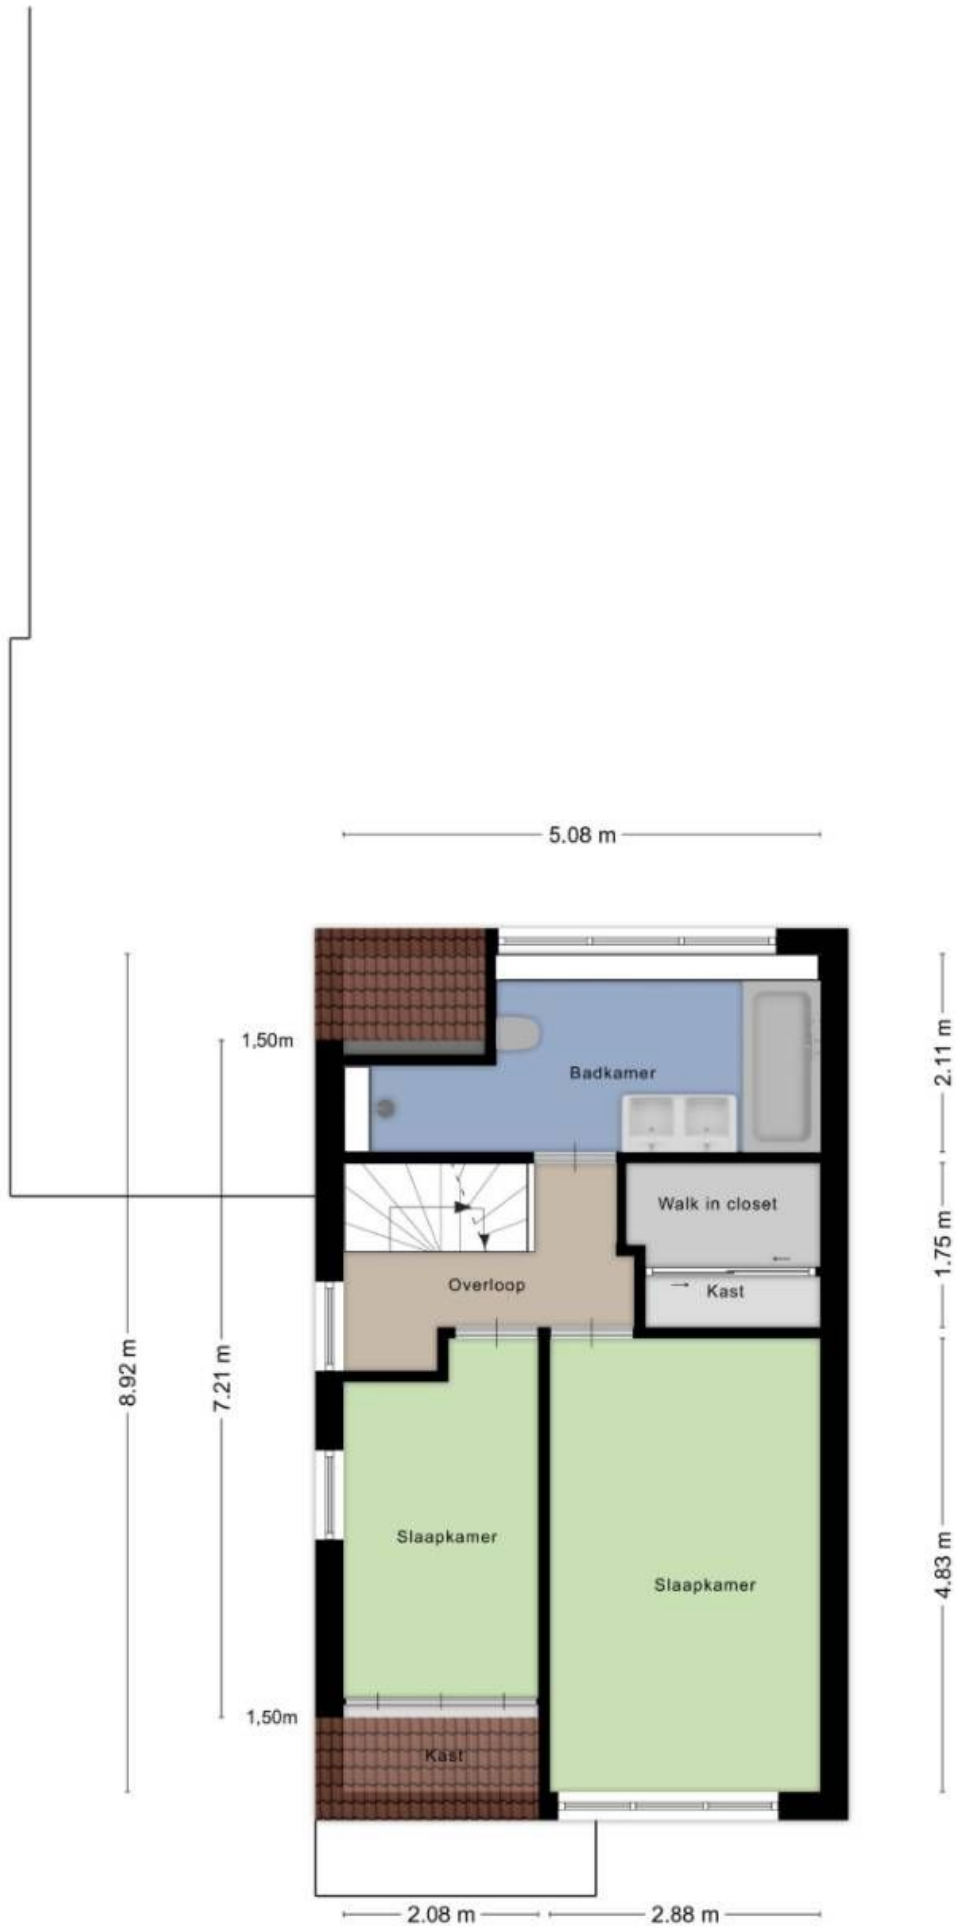 5.08 m
1,50m
2.11 m
Badkamer
Walk in closet
1.75 m
Overloop
Kast
8.92 m
7.21 m
Slaapkamer
4.83 m
Slaapkamer
1,50m
Kast
2.08 m
2.88 m